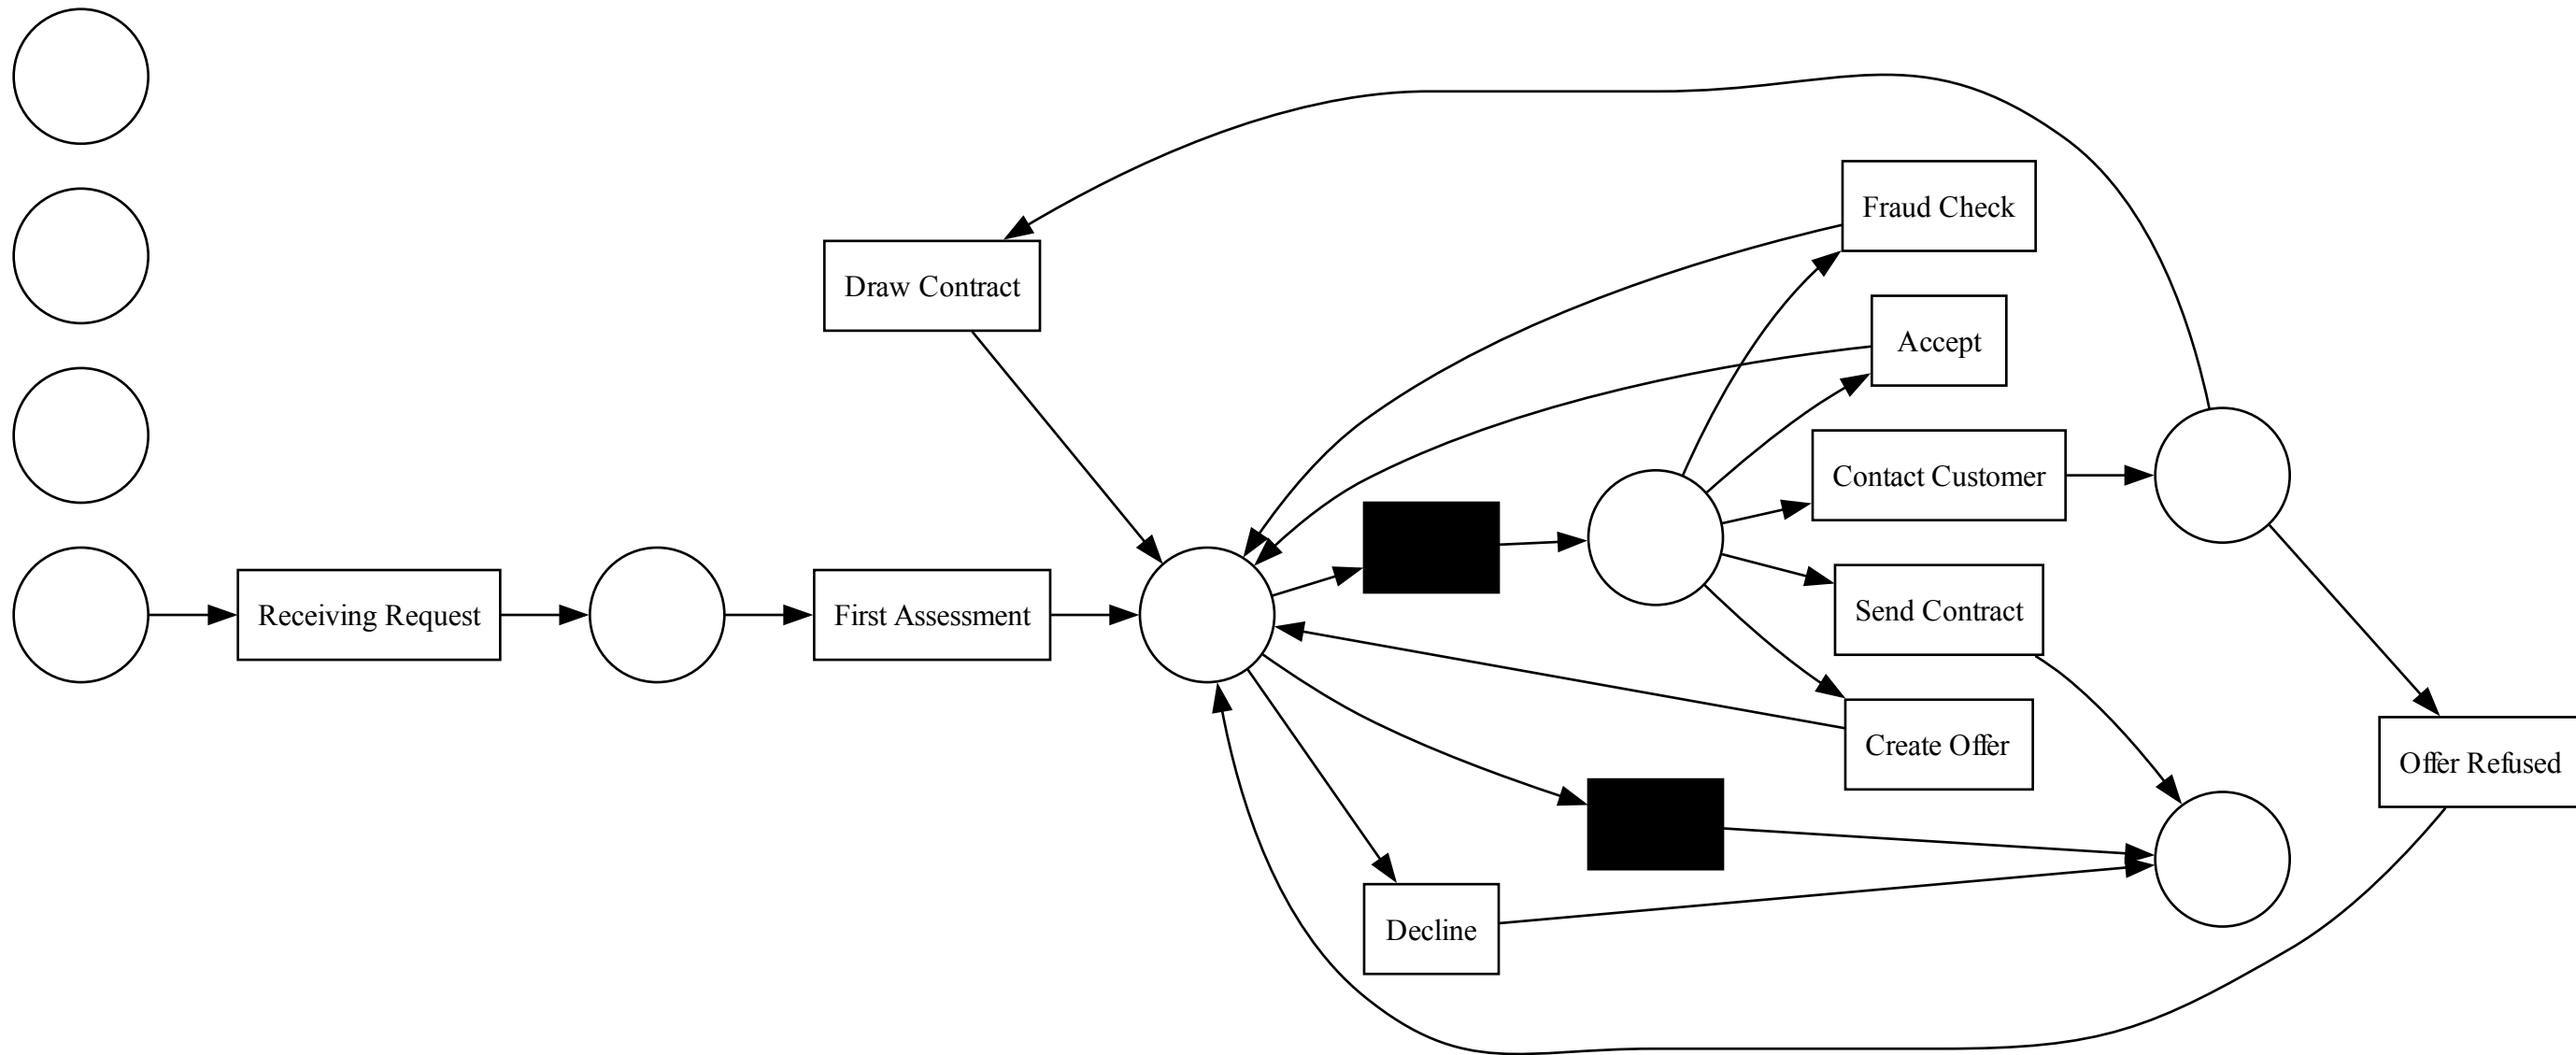 Fraud Check
Draw Contract
Accept
Contact Customer
Receiving Request
First Assessment
Send Contract
Create Offer
Offer Refused
Decline